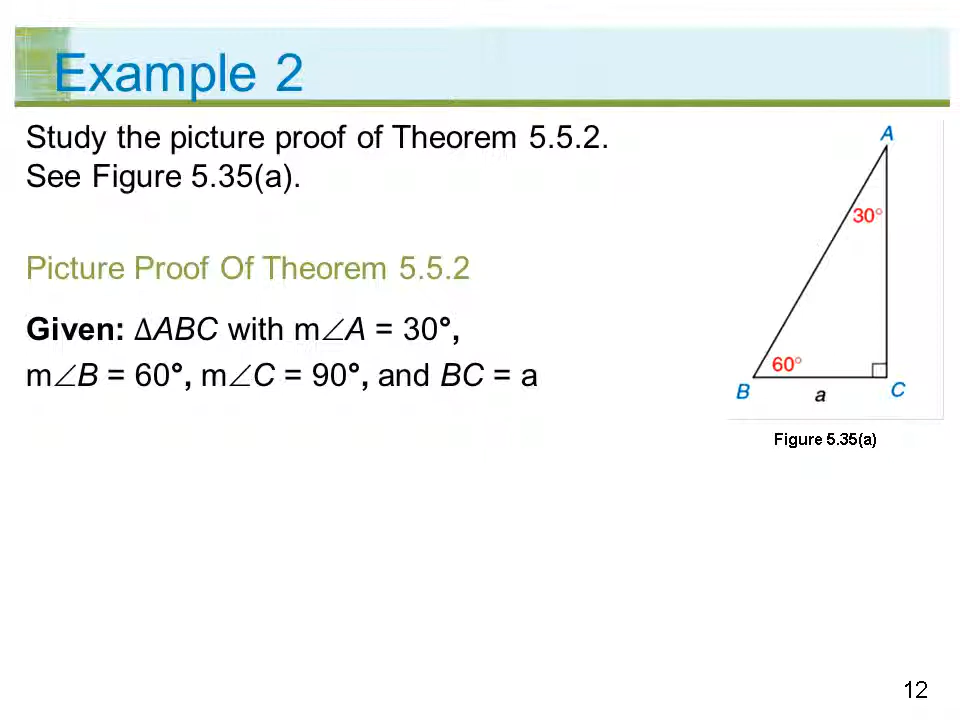 Example 2
Study the picture proof of Theorem 5.5.2.
See Figure 5.35(a).
Picture Proof Of Theorem 5.5.2
Given: ∆ABC with m∠A = 30°,
m∠B = 60°, m∠C = 90°, and BC = a
A
30°
60°
B
a
C
Figure 5.35(a)
12